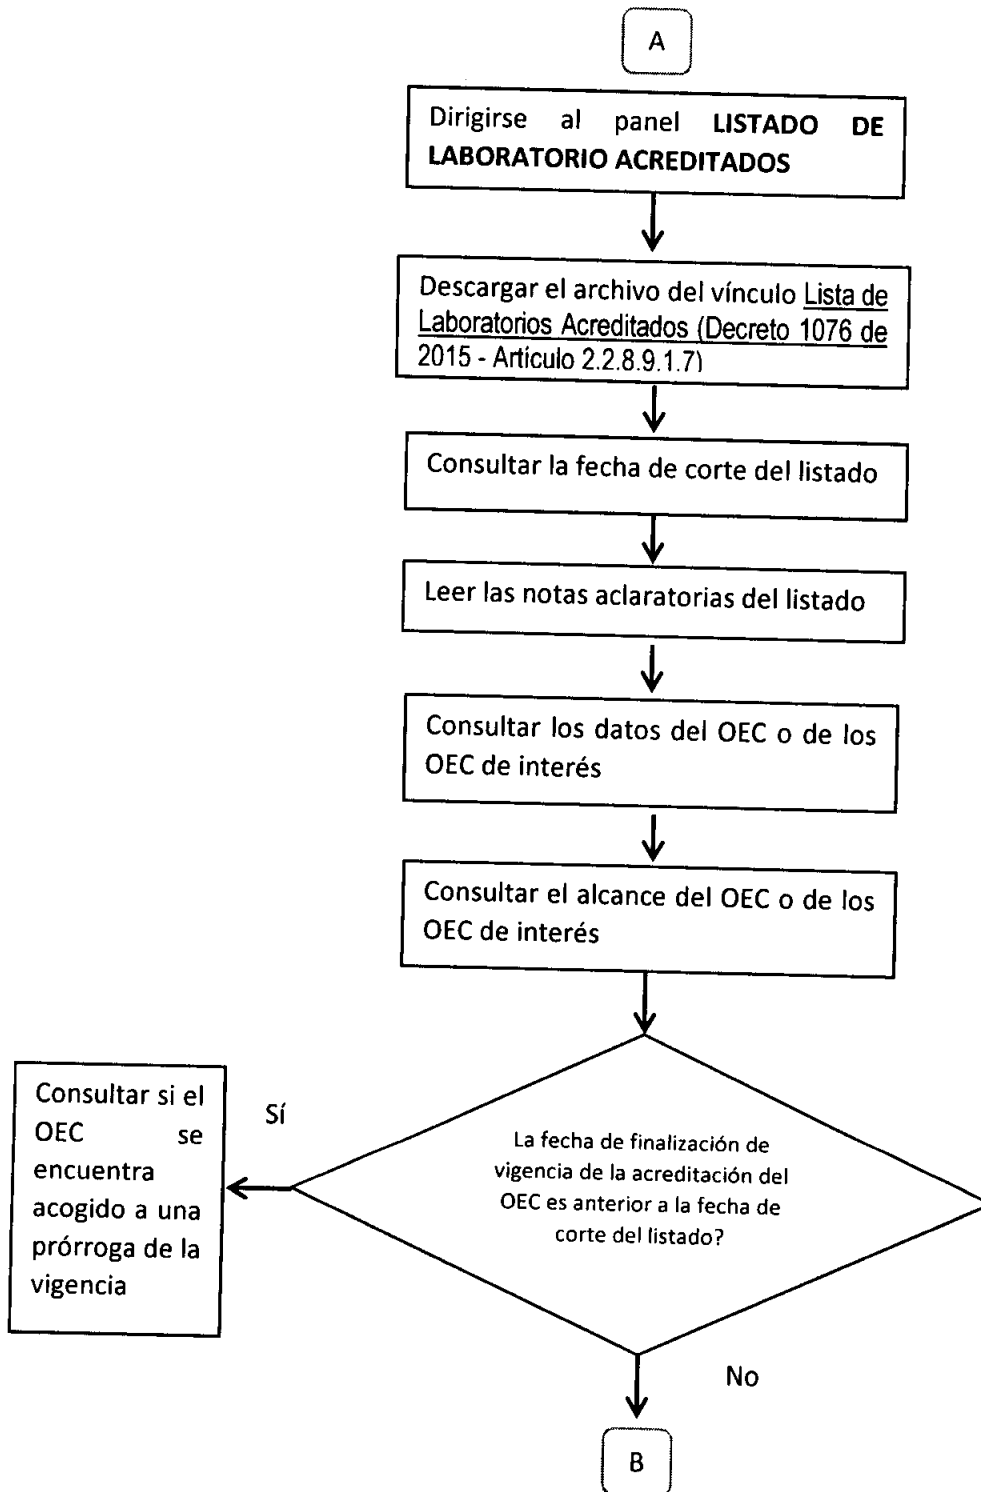 A
Dirigirse al panel LISTADO DE
LABORATORIO ACREDITADOS
Descargar el archivo del vínculo Lista de
Laboratorios Acreditados (Decreto 1076 de
2015 - Artículo 2.2.8.9.1.7)
Consultar la fecha de corte del listado
Leer las notas aclaratorias del listado
Consultar los datos del OEC o de los
OEC de interés
Consultar el alcance del OEC o de los
OEC de interés
La fecha de finalización de
vigencia de la acreditación del
OEC es anterior a la fecha de
corte del listado?
Sí
Consultar si el
OEC se
encuentra
acogido a una
prórroga de la
vigencia
No
B